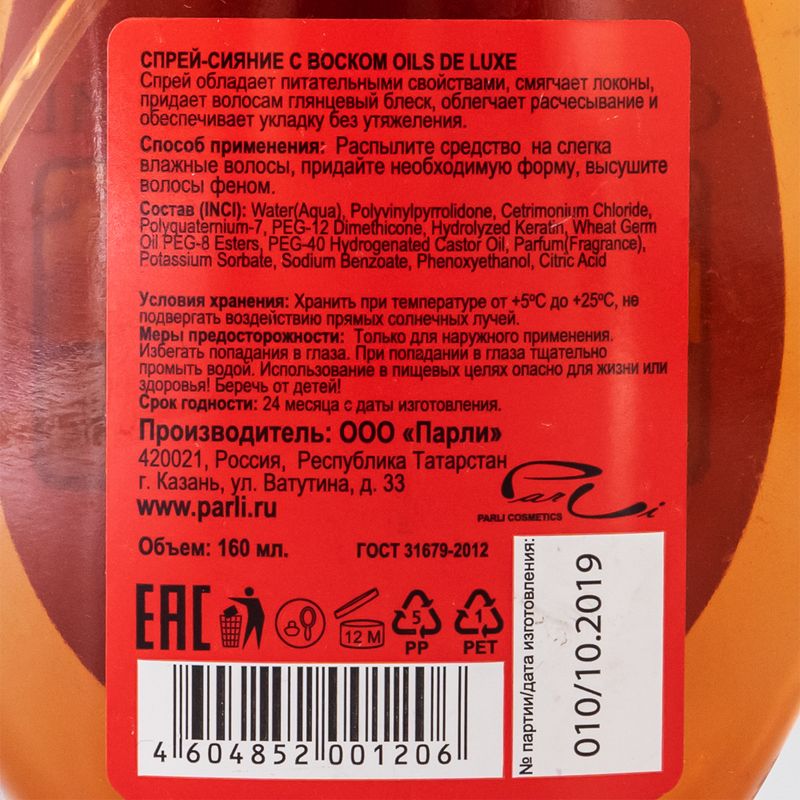 СПРЕЙ-СИЯНИЕ С ВОСКОМ OILS DE LUXE
Спрей обладает питательными свойствами, смягчает локоны,
придает волосам глянцевый блеск, облегчает расчесывание и
обеспечивает укладку без утяжеления.
Способ применения: Распылите средство на слегка
влажные волосы, придайте необходимую форму, высушите
волосы феном.
Состав (INCI): Water(Aqua), Polyvinylpyrrolidone, Cetrimonium Chloride,
Polyquaternium-7, PEG-12 Dimethicone, Hydrolyzed Keratin, Wheat Germ
Oil PEG-8 Esters, PEG-40 Hydrogenated Castor Oil, Parfum(Fragrance),
Potassium Sorbate, Sodium Benzoate, Phenoxyethanol, Citric Acid
Условия хранения: Хранить при температуре от +5ºС до +25ºС, не
подвергать воздействию прямых солнечных лучей.
Меры предосторожности: Только для наружного применения.
Избегать попадания в глаза. При попадании в глаза тщательно
промыть водой. Использование в пищевых целях опасно для жизни или
здоровья! Беречь от детей!
Срок годности: 24 месяца с даты изготовления.
Производитель: ООО «Парли»
420021, Россия, Республика Татарстан
г. Казань, ул. Ватутина, д. 33
www.parli.ru
Parli
PARLI COSMETICS
Объем: 160 мл.
ГОСТ 31679-2012
EAC
12 M
5
PP
1
PET
4 604852 001206
№ партии/дата изготовления:
010/10.2019